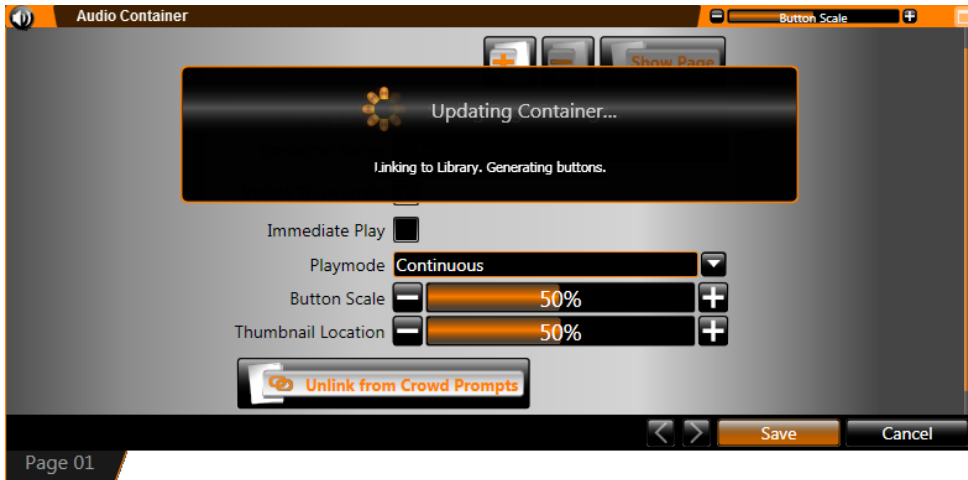 Audio Container
Button Scale
Show Page
Updating Container...
Linking to Library. Generating buttons.
Immediate Play
Playmode Continuous
Button Scale 50%
Thumbnail Location 50%
Unlink from Crowd Prompts
Save Cancel
Page 01